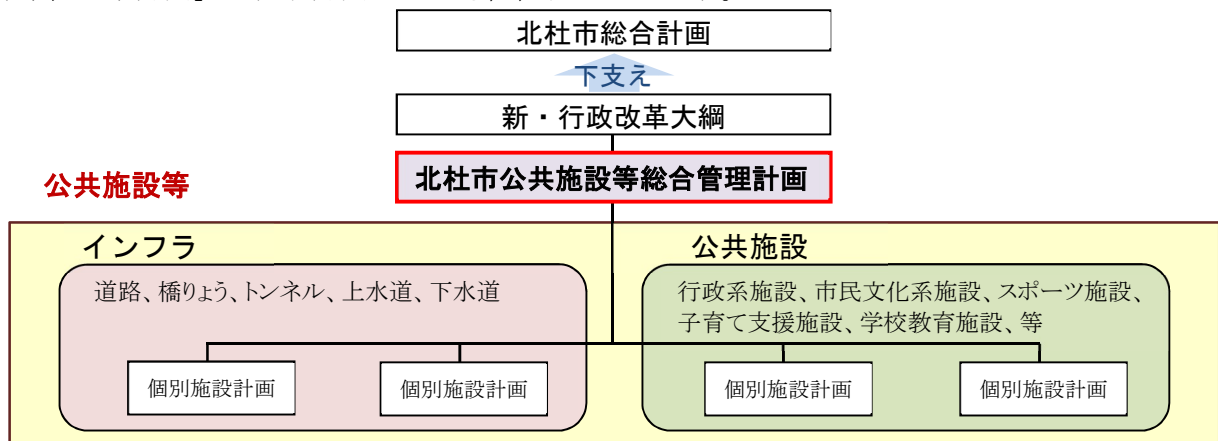 北杜市総合計画
下支え
新・行政改革大綱
北杜市公共施設等総合管理計画
公共施設等
インフラ
道路、橋りょう、トンネル、上水道、下水道
個別施設計画
個別施設計画
公共施設
行政系施設、市民文化系施設、スポーツ施設、
子育て支援施設、学校教育施設、等
個別施設計画
個別施設計画